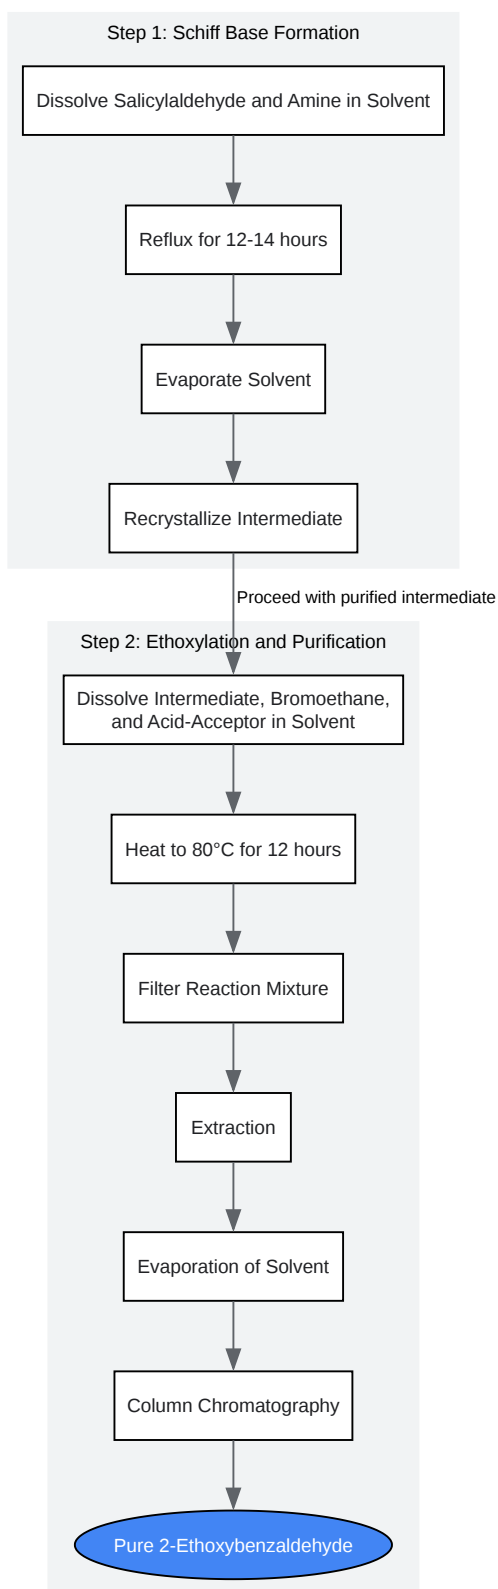 Step 1: Schiff Base Formation
Dissolve Salicylaldehyde and Amine in Solvent
Reflux for 12-14 hours
Evaporate Solvent
Recrystallize Intermediate
Proceed with purified intermediate
Step 2: Ethoxylation and Purification
Dissolve Intermediate, Bromoethane,
and Acid-Acceptor in Solvent
Heat to 80°C for 12 hours
Filter Reaction Mixture
Extraction
Evaporation of Solvent
Column Chromatography
Pure 2-Ethoxybenzaldehyde